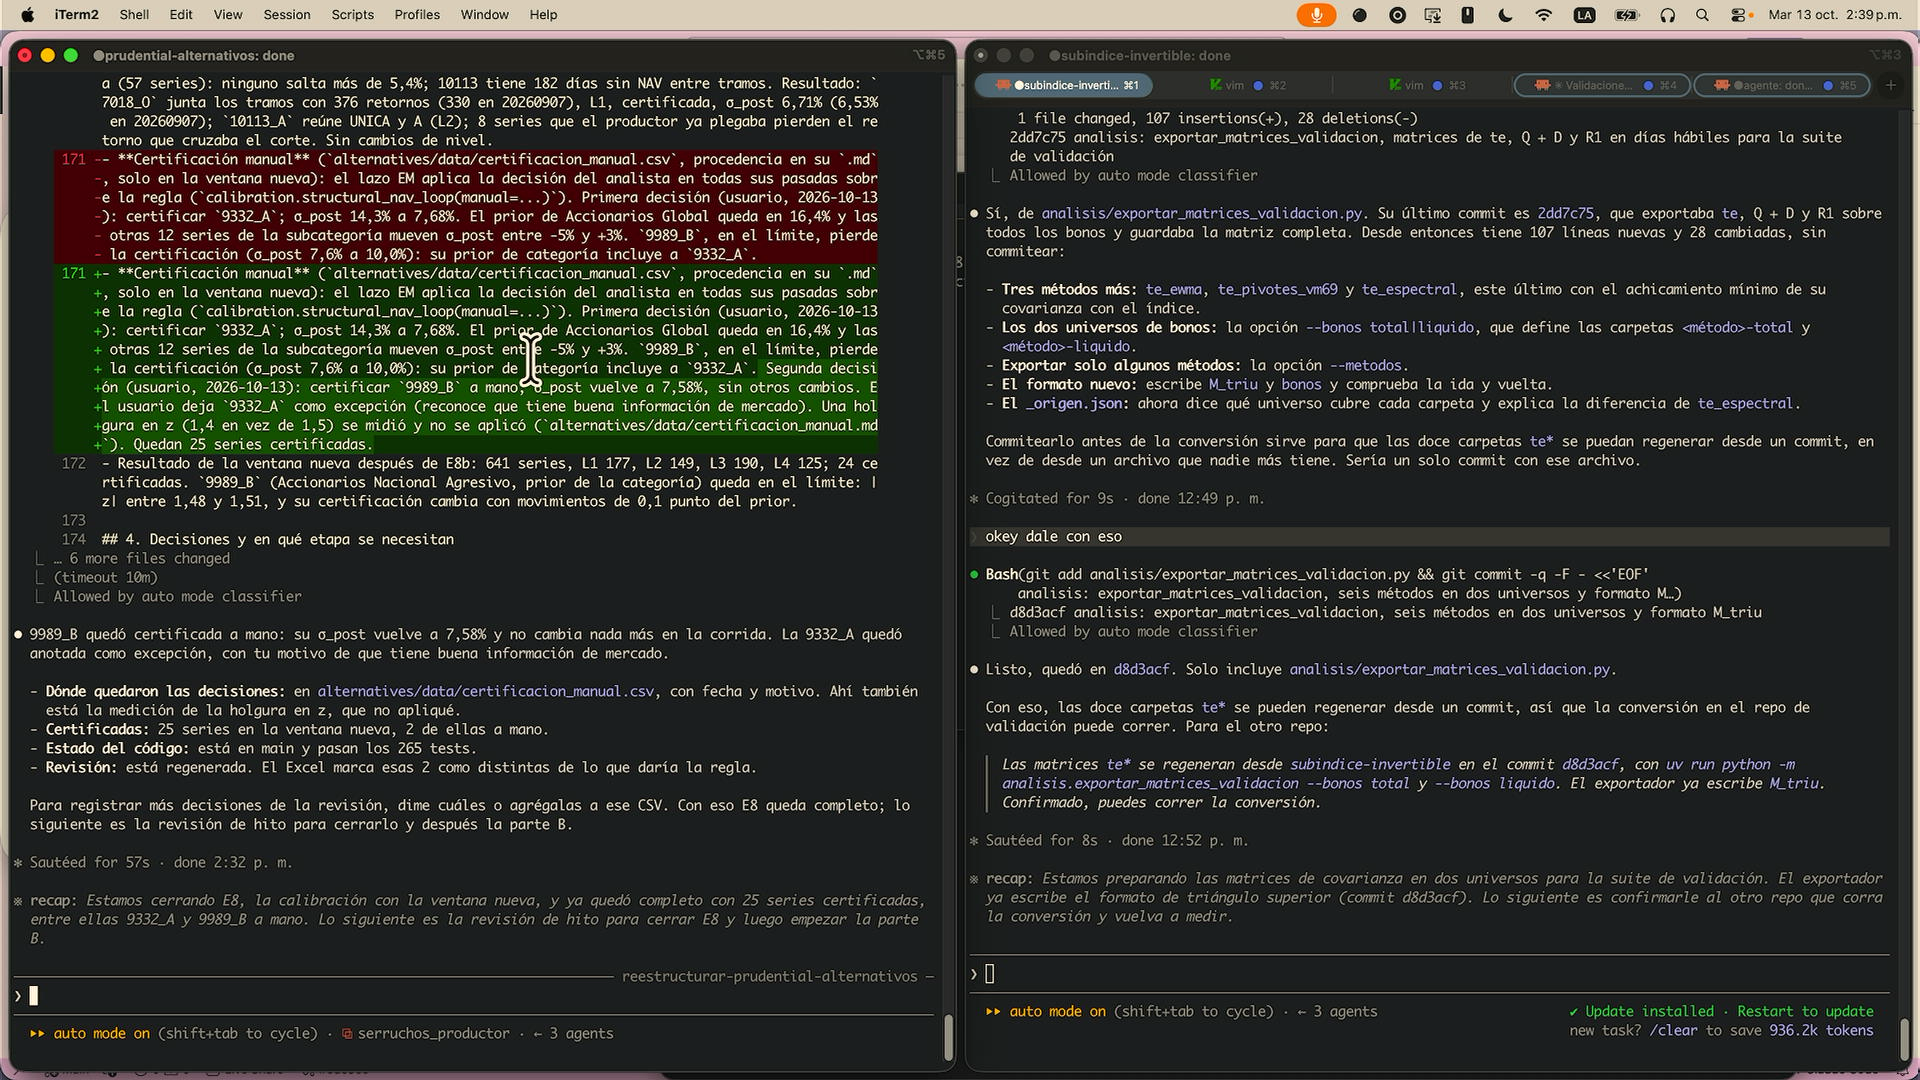 iTerm2 Shell Edit View Session Scripts Profiles Window Help
LA
Mar 13 oct. 2:39 p.m.
prudential-alternativos: done
⌥⌘5
a (57 series): ninguno salta más de 5,4%; 10113 tiene 182 días sin NAV entre tramos. Resultado: `
7018_O` junta los tramos con 376 retornos (330 en 20260907), L1, certificada, σ_post 6,71% (6,53%
en 20260907); `10113_A` reúne UNICA y A (L2); 8 series que el productor ya plegaba pierden el re
torno que cruzaba el corte. Sin cambios de nivel.
171 -- **Certificación manual** (`alternatives/data/certificacion_manual.csv`, procedencia en su `.md`
-, solo en la ventana nueva): el lazo EM aplica la decisión del analista en todas sus pasadas sobr
-e la regla (`calibration.structural_nav_loop(manual=...)`). Primera decisión (usuario, 2026-10-13
-): certificar `9332_A`; σ_post 14,3% a 7,68%. El prior de Accionarios Global queda en 16,4% y las
- otras 12 series de la subcategoría mueven σ_post entre -5% y +3%. `9989_B`, en el límite, pierde
- la certificación (σ_post 7,6% a 10,0%): su prior de categoría incluye a `9332_A`.
171 +- **Certificación manual** (`alternatives/data/certificacion_manual.csv`, procedencia en su `.md`
+, solo en la ventana nueva): el lazo EM aplica la decisión del analista en todas sus pasadas sobr
+e la regla (`calibration.structural_nav_loop(manual=...)`). Primera decisión (usuario, 2026-10-13
+): certificar `9332_A`; σ_post 14,3% a 7,68%. El prior de Accionarios Global queda en 16,4% y las
+ otras 12 series de la subcategoría mueven σ_post entre -5% y +3%. `9989_B`, en el límite, pierde
+ la certificación (σ_post 7,6% a 10,0%): su prior de categoría incluye a `9332_A`. Segunda decisi
+ón (usuario, 2026-10-13): certificar `9989_B` a mano; σ_post vuelve a 7,58%, sin otros cambios. E
+l usuario deja `9332_A` como excepción (reconoce que tiene buena información de mercado). Una hol
+gura en z (1,4 en vez de 1,5) se midió y no se aplicó (`alternatives/data/certificacion_manual.md
+`). Quedan 25 series certificadas.
172 - Resultado de la ventana nueva después de E8b: 641 series, L1 177, L2 149, L3 190, L4 125; 24 ce
rtificadas. `9989_B` (Accionarios Nacional Agresivo, prior de la categoría) queda en el límite: |
z| entre 1,48 y 1,51, y su certificación cambia con movimientos de 0,1 punto del prior.
173
174 ## 4. Decisiones y en qué etapa se necesitan
… 6 more files changed
(timeout 10m)
Allowed by auto mode classifier
● 9989_B quedó certificada a mano: su σ_post vuelve a 7,58% y no cambia nada más en la corrida. La 9332_A quedó
anotada como excepción, con tu motivo de que tiene buena información de mercado.
- Dónde quedaron las decisiones: en alternatives/data/certificacion_manual.csv, con fecha y motivo. Ahí también
está la medición de la holgura en z, que no apliqué.
- Certificadas: 25 series en la ventana nueva, 2 de ellas a mano.
- Estado del código: está en main y pasan los 265 tests.
- Revisión: está regenerada. El Excel marca esas 2 como distintas de lo que daría la regla.
Para registrar más decisiones de la revisión, dime cuáles o agrégalas a ese CSV. Con eso E8 queda completo; lo
siguiente es la revisión de hito para cerrarlo y después la parte B.
✻ Sautéed for 57s · done 2:32 p. m.
※ recap: Estamos cerrando E8, la calibración con la ventana nueva, y ya quedó completo con 25 series certificadas,
entre ellas 9332_A y 9989_B a mano. Lo siguiente es la revisión de hito para cerrar E8 y luego empezar la parte
B.
reestructurar-prudential-alternativos
❯
⏵⏵ auto mode on (shift+tab to cycle) · serruchos_productor · ← 3 agents
subindice-invertible: done
⌥⌘3
subindice-inverti... ⌘1
vim ⌘2
vim ⌘3
✳ Validacione... ⌘4
agente: don... ⌘5
+
1 file changed, 107 insertions(+), 28 deletions(-)
2dd7c75 analisis: exportar_matrices_validacion, matrices de te, Q + D y R1 en días hábiles para la suite
de validación
Allowed by auto mode classifier
● Sí, de analisis/exportar_matrices_validacion.py. Su último commit es 2dd7c75, que exportaba te, Q + D y R1 sobre
todos los bonos y guardaba la matriz completa. Desde entonces tiene 107 líneas nuevas y 28 cambiadas, sin
commitear:
- Tres métodos más: te_ewma, te_pivotes_vm69 y te_espectral, este último con el achicamiento mínimo de su
covarianza con el índice.
- Los dos universos de bonos: la opción --bonos total|liquido, que define las carpetas <método>-total y
<método>-liquido.
- Exportar solo algunos métodos: la opción --metodos.
- El formato nuevo: escribe M_triu y bonos y comprueba la ida y vuelta.
- El _origen.json: ahora dice qué universo cubre cada carpeta y explica la diferencia de te_espectral.
Commitearlo antes de la conversión sirve para que las doce carpetas te* se puedan regenerar desde un commit, en
vez de desde un archivo que nadie más tiene. Sería un solo commit con ese archivo.
✻ Cogitated for 9s · done 12:49 p. m.
❯ okey dale con eso
● Bash(git add analisis/exportar_matrices_validacion.py && git commit -q -F - <<'EOF'
analisis: exportar_matrices_validacion, seis métodos en dos universos y formato M…)
d8d3acf analisis: exportar_matrices_validacion, seis métodos en dos universos y formato M_triu
Allowed by auto mode classifier
● Listo, quedó en d8d3acf. Solo incluye analisis/exportar_matrices_validacion.py.
Con eso, las doce carpetas te* se pueden regenerar desde un commit, así que la conversión en el repo de
validación puede correr. Para el otro repo:
Las matrices te* se regeneran desde subindice-invertible en el commit d8d3acf, con uv run python -m
analisis.exportar_matrices_validacion --bonos total y --bonos liquido. El exportador ya escribe M_triu.
Confirmado, puedes correr la conversión.
✻ Sautéed for 8s · done 12:52 p. m.
※ recap: Estamos preparando las matrices de covarianza en dos universos para la suite de validación. El exportador
ya escribe el formato de triángulo superior (commit d8d3acf). Lo siguiente es confirmarle al otro repo que corra
la conversión y vuelva a medir.
❯
⏵⏵ auto mode on (shift+tab to cycle) · ← 3 agents
✔ Update installed · Restart to update
new task? /clear to save 936.2k tokens